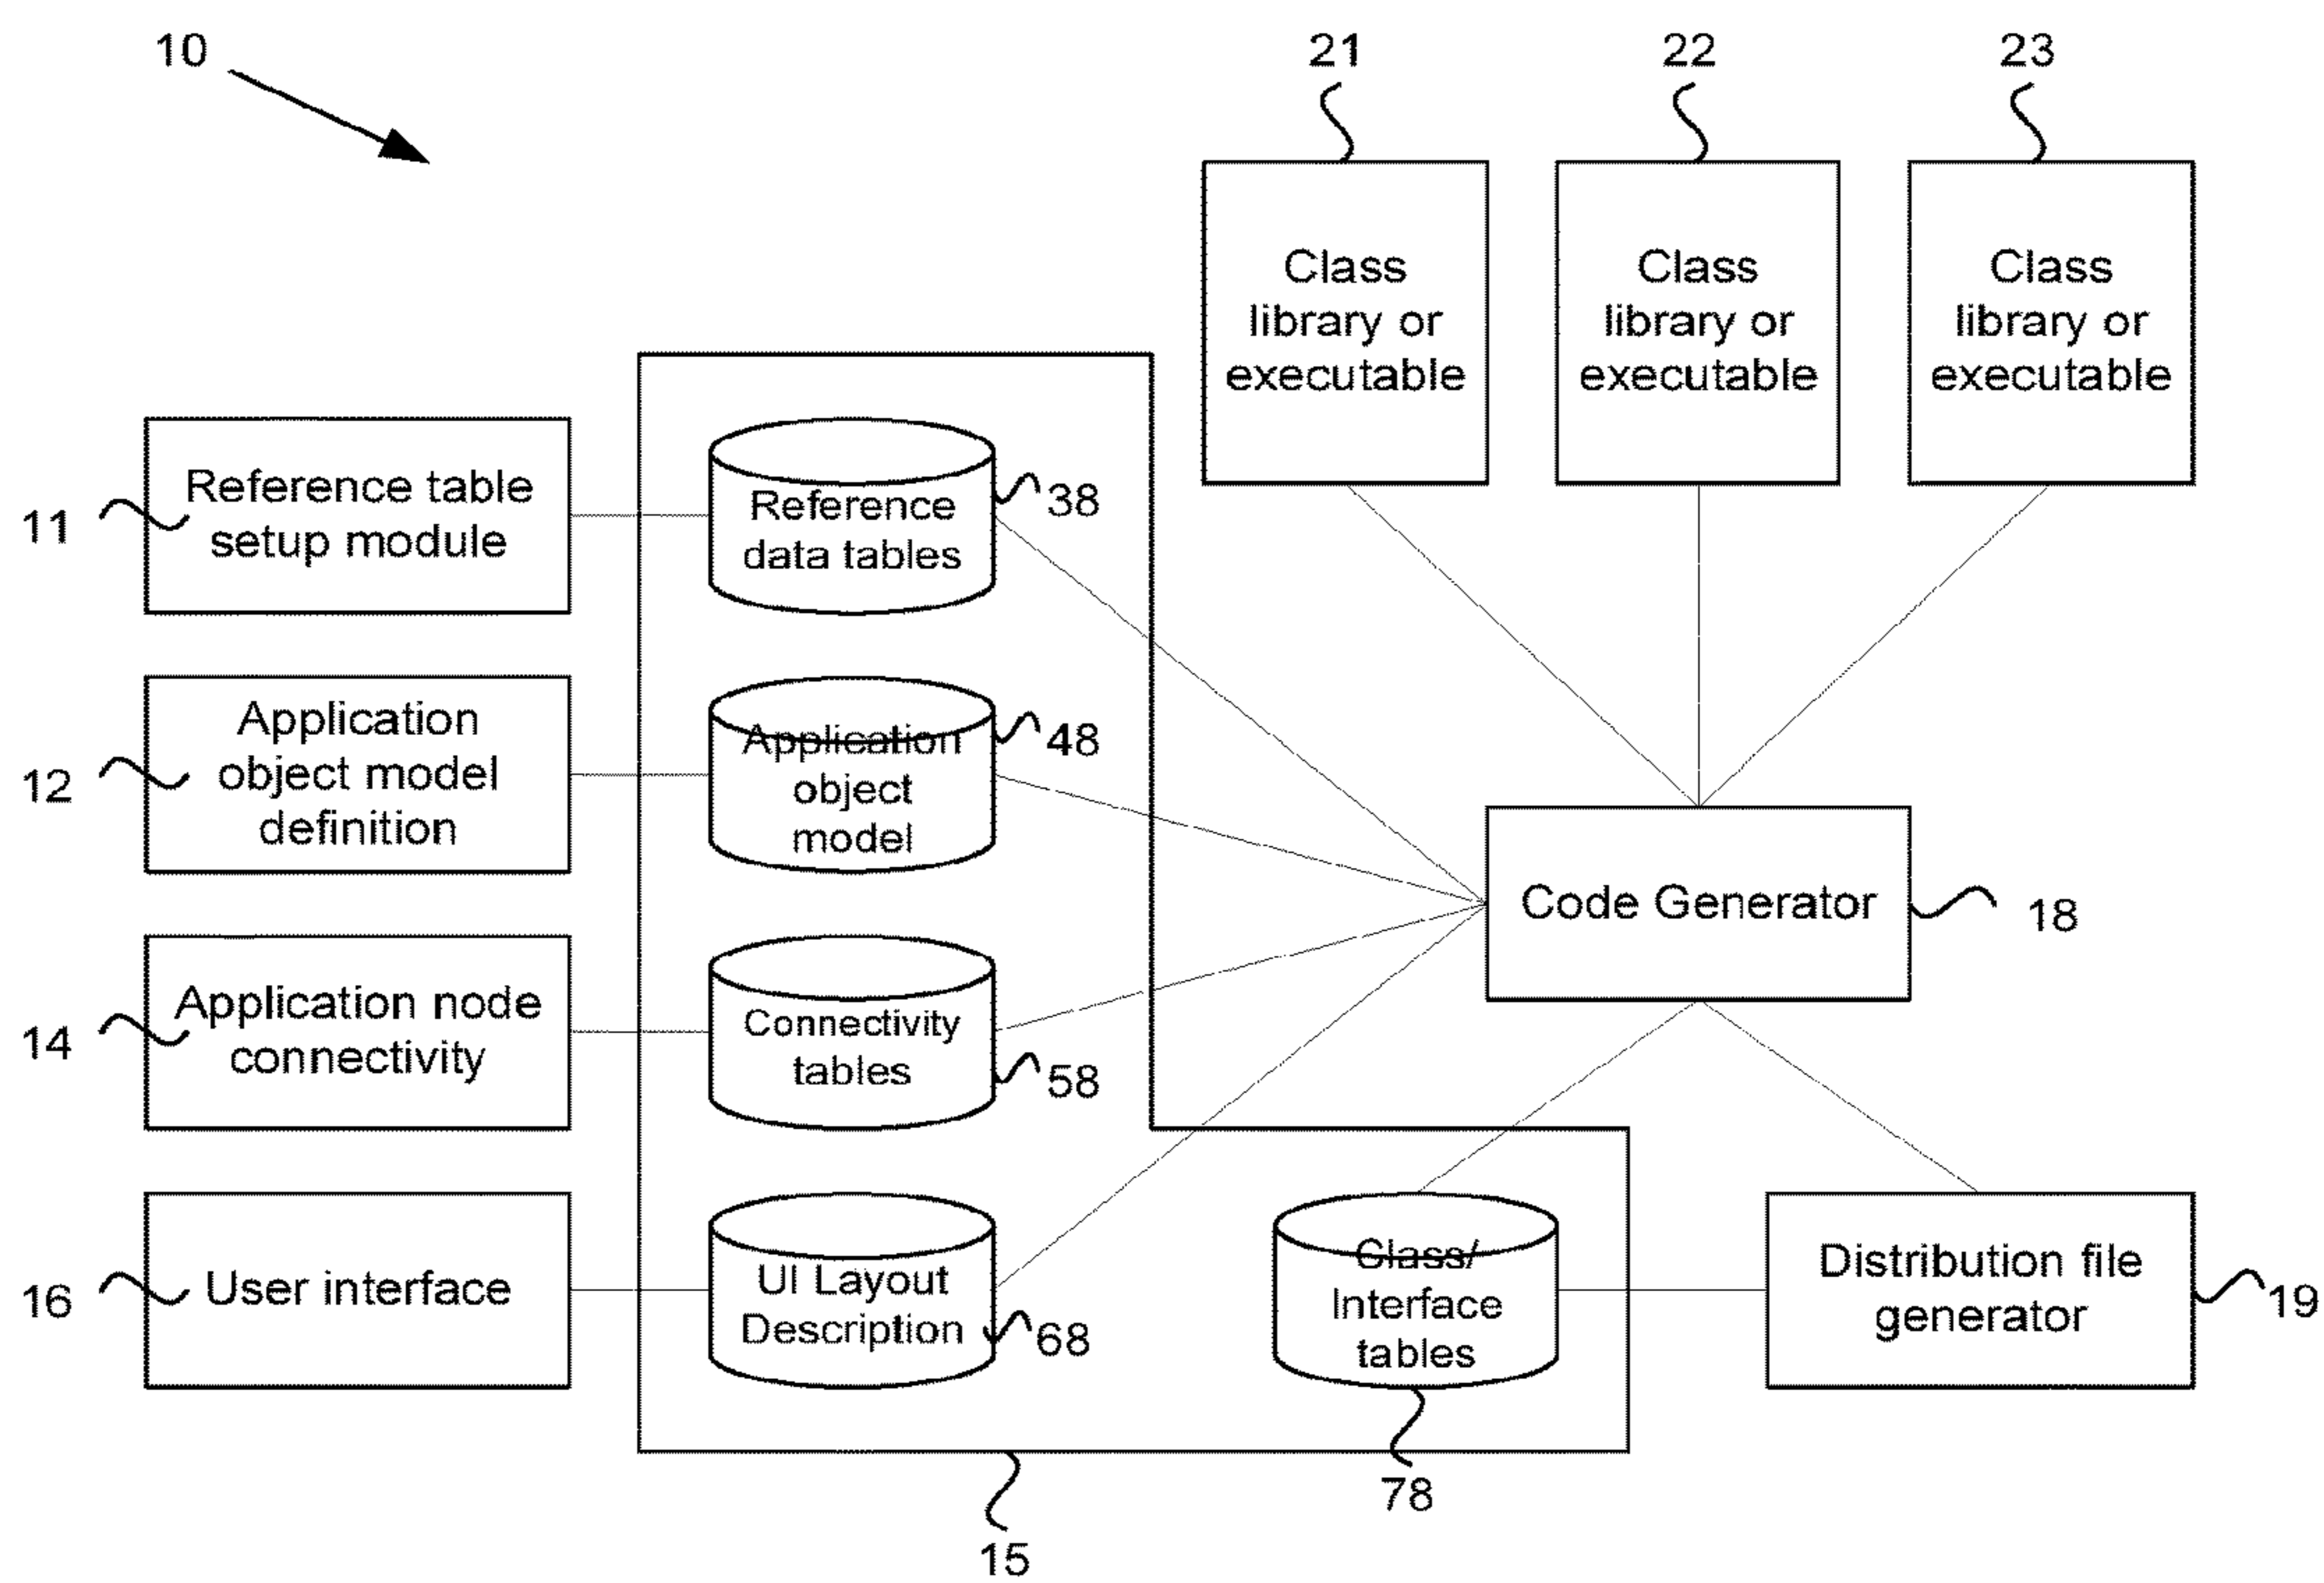 10
21
22
23
Class
library or
executable
Class
library or
executable
Class
library or
executable
11
Reference table
setup module
Reference
data tables
38
12
Application
object model
definition
Application
object
model
48
Code Generator
18
14
Application node
connectivity
Connectivity
tables
58
16
User interface
UI Layout
Description
68
Class/
Interface
tables
78
Distribution file
generator
19
15